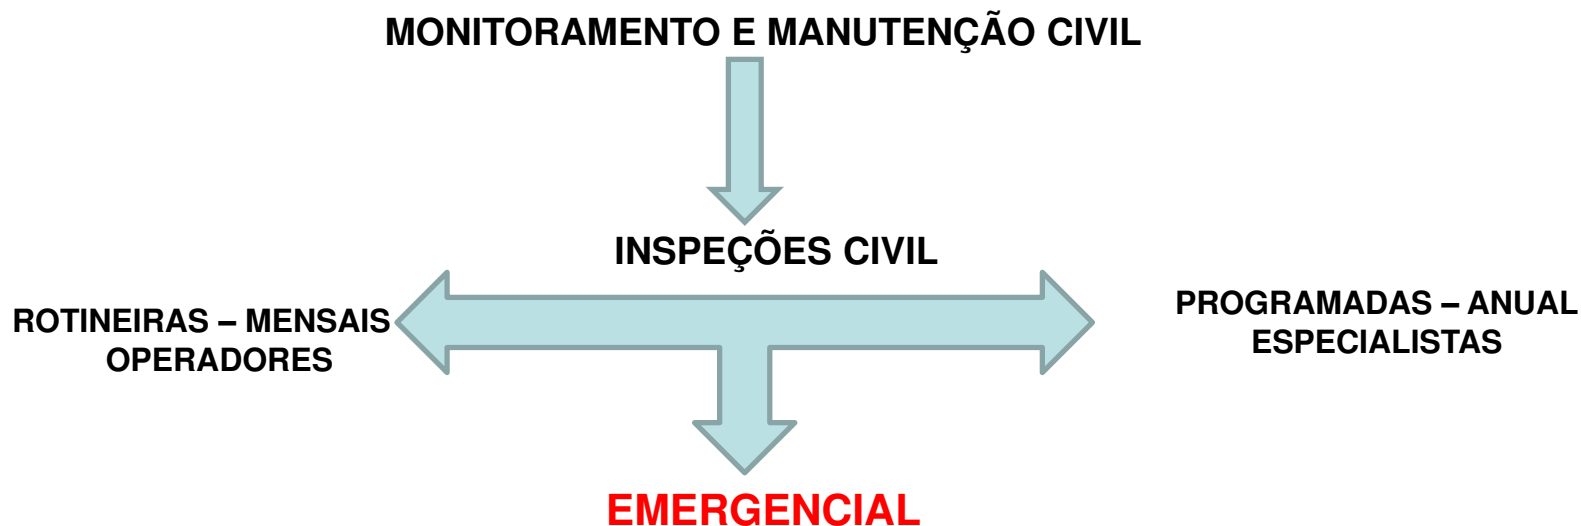 MONITORAMENTO E MANUTENÇÃO CIVIL
INSPEÇÕES CIVIL
ROTINEIRAS – MENSAIS
OPERADORES
PROGRAMADAS – ANUAL
ESPECIALISTAS
EMERGENCIAL